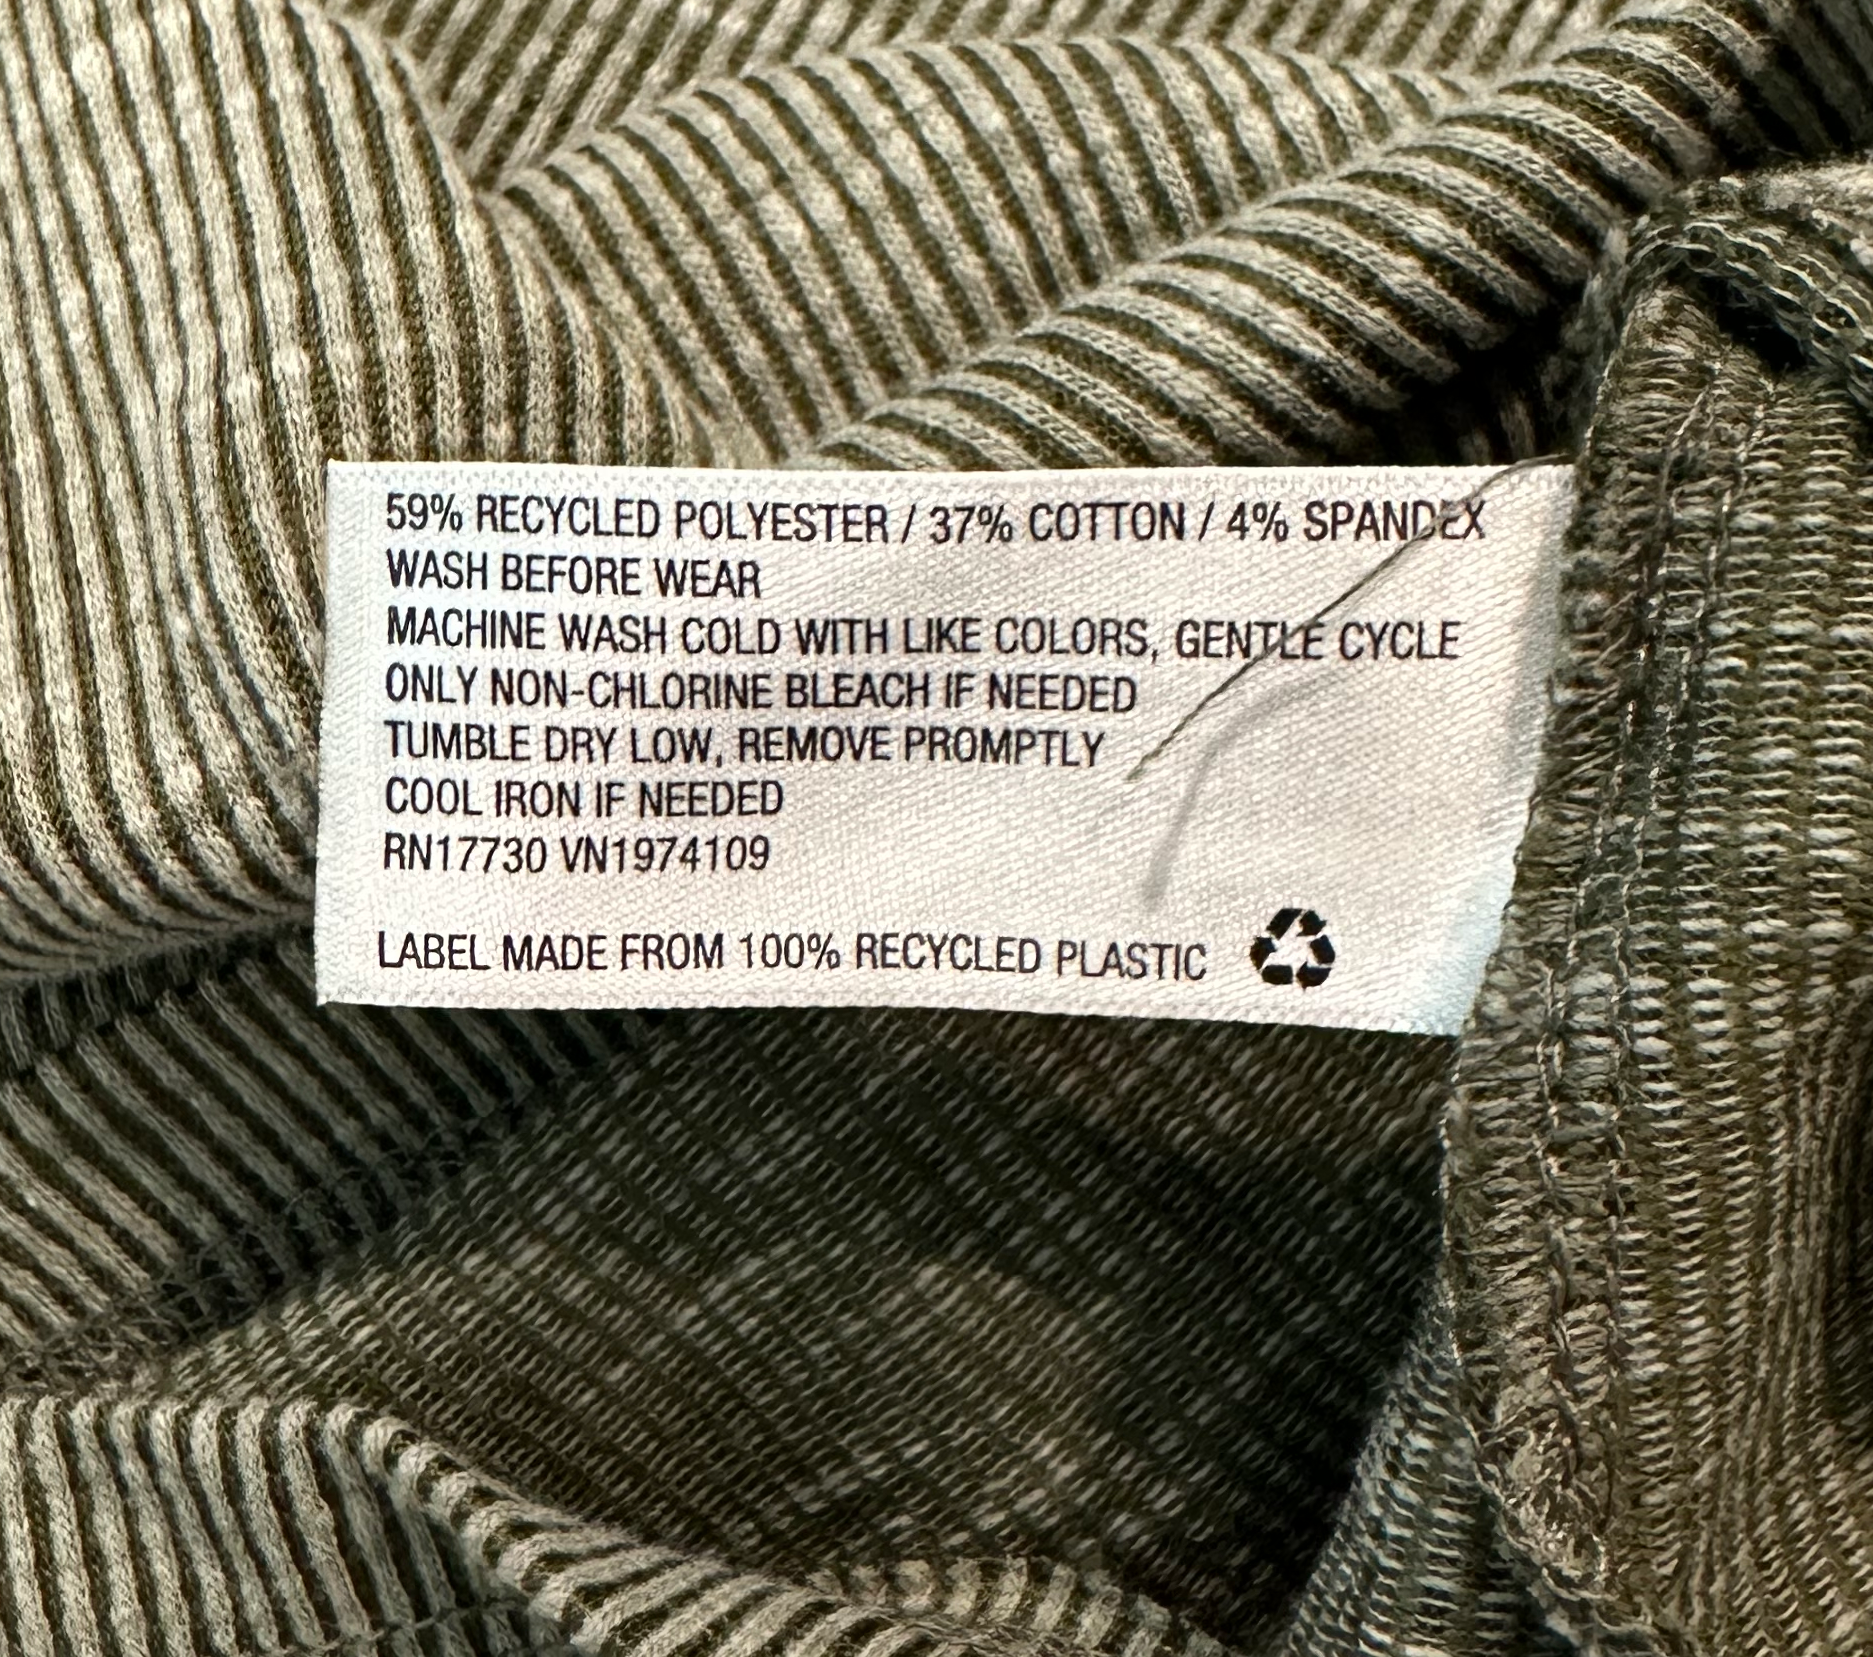 59% RECYCLED POLYESTER / 37% COTTON / 4% SPANDEX
WASH BEFORE WEAR
MACHINE WASH COLD WITH LIKE COLORS, GENTLE CYCLE
ONLY NON-CHLORINE BLEACH IF NEEDED
TUMBLE DRY LOW, REMOVE PROMPTLY
COOL IRON IF NEEDED
RN17730 VN1974109
LABEL MADE FROM 100% RECYCLED PLASTIC